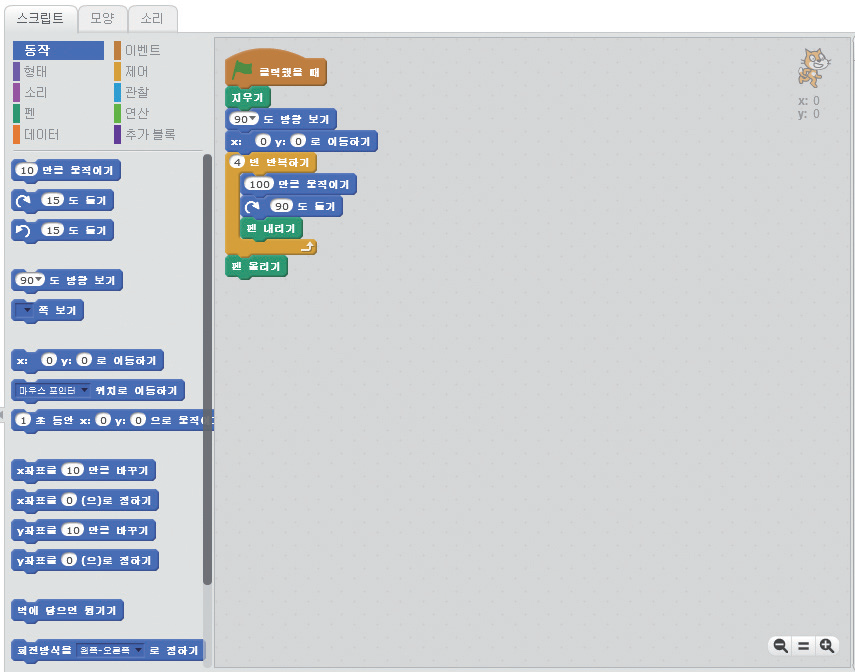 스크립트 모양 소리
동작 이벤트
형태 제어
소리 관찰
펜 연산
데이터 추가 블록
10 만큼 움직이기
15 도 돌기
15 도 돌기
90 도 방향 보기
쪽 보기
x: 0 y: 0 로 이동하기
마우스 포인터 위치로 이동하기
1 초 동안 x: 0 y: 0 으로 움직이기
x좌표를 10 만큼 바꾸기
x좌표를 0 (으)로 정하기
y좌표를 10 만큼 바꾸기
y좌표를 0 (으)로 정하기
벽에 닿으면 튕기기
회전방식을 왼쪽-오른쪽 로 정하기
클릭했을 때
지우기
90 도 방향 보기
x: 0 y: 0 로 이동하기
4 번 반복하기
100 만큼 움직이기
90 도 돌기
펜 내리기
펜 올리기
x: 0
y: 0